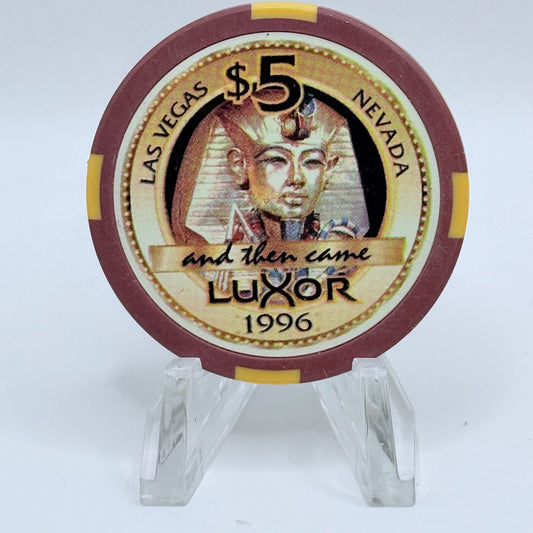 $5
LAS VEGAS
NEVADA
and then came
LUXOR
1996